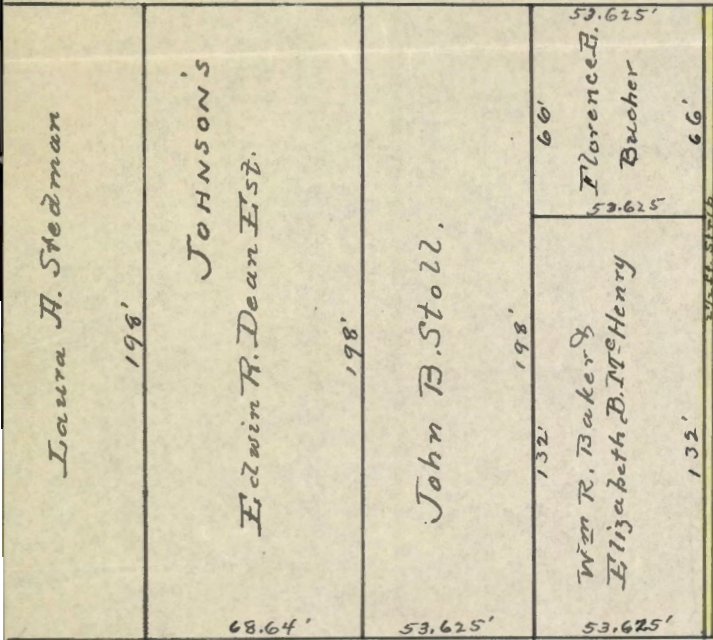 Laura A. Stedman
198'
JOHNSON'S
Edwin R. Dean Est.
198'
68.64'
John B. Stoll.
198'
53.625'
53.625'
66'
Florence E.
Bucher
66'
53.625
132'
Wm R. Baker &
Elizabeth B. McHenry
132'
53.625'